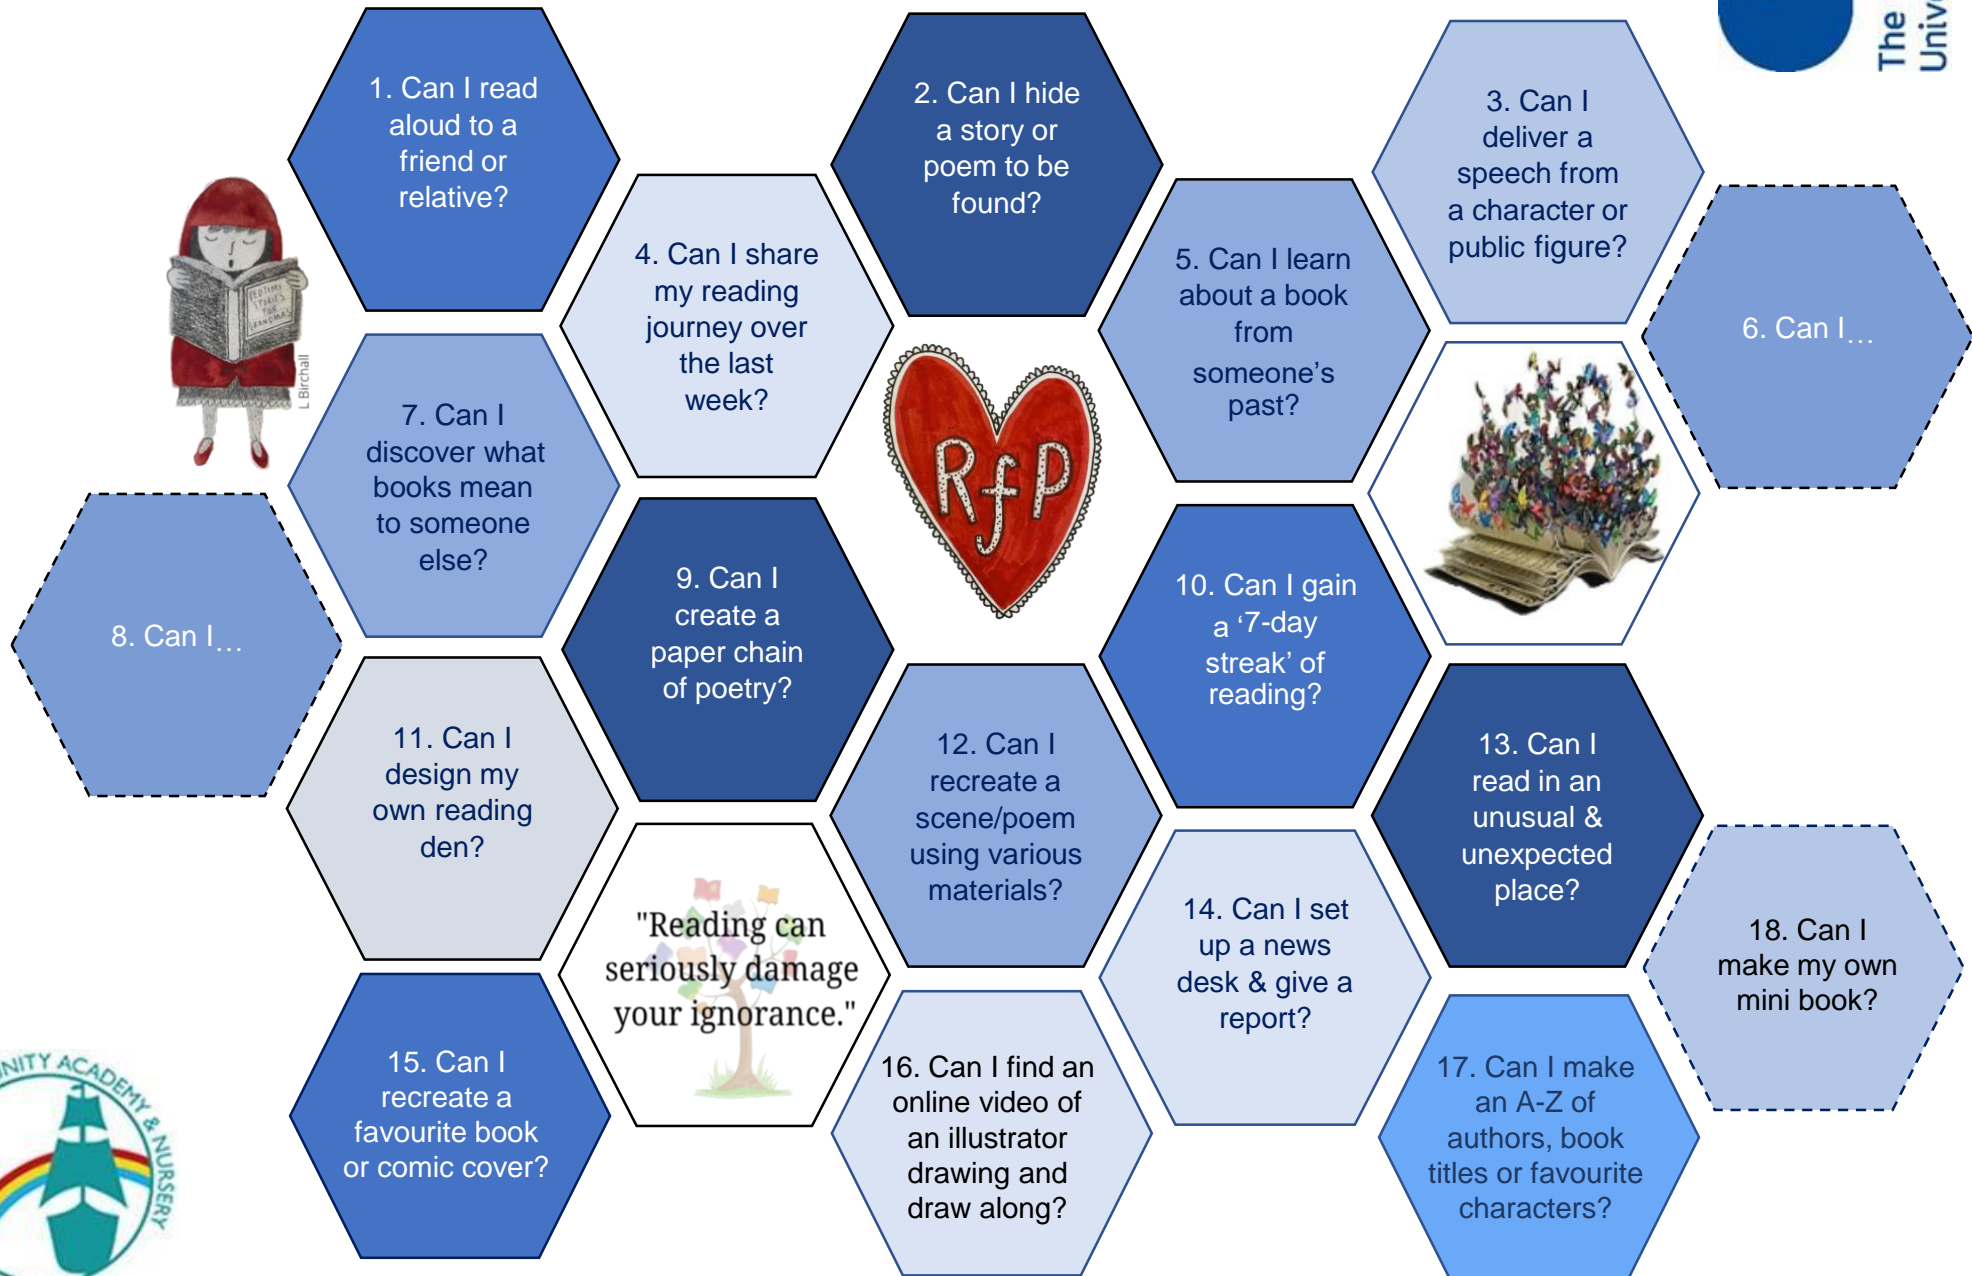 The
Unive
1. Can I read
aloud to a
friend or
relative?
2. Can I hide
a story or
poem to be
found?
3. Can I
deliver a
speech from
a character or
public figure?
4. Can I share
my reading
journey over
the last
week?
5. Can I learn
about a book
from
someone’s
past?
6. Can I…
BEDTIME
STORIES
FOR
GRANDMAS
L Birchall
RfP
7. Can I
discover what
books mean
to someone
else?
8. Can I…
9. Can I
create a
paper chain
of poetry?
10. Can I gain
a ‘7-day
streak’ of
reading?
11. Can I
design my
own reading
den?
12. Can I
recreate a
scene/poem
using various
materials?
13. Can I
read in an
unusual &
unexpected
place?
"Reading can
seriously damage
your ignorance."
14. Can I set
up a news
desk & give a
report?
18. Can I
make my own
mini book?
15. Can I
recreate a
favourite book
or comic cover?
16. Can I find an
online video of
an illustrator
drawing and
draw along?
17. Can I make
an A-Z of
authors, book
titles or favourite
characters?
NITY ACADEMY & NURSERY